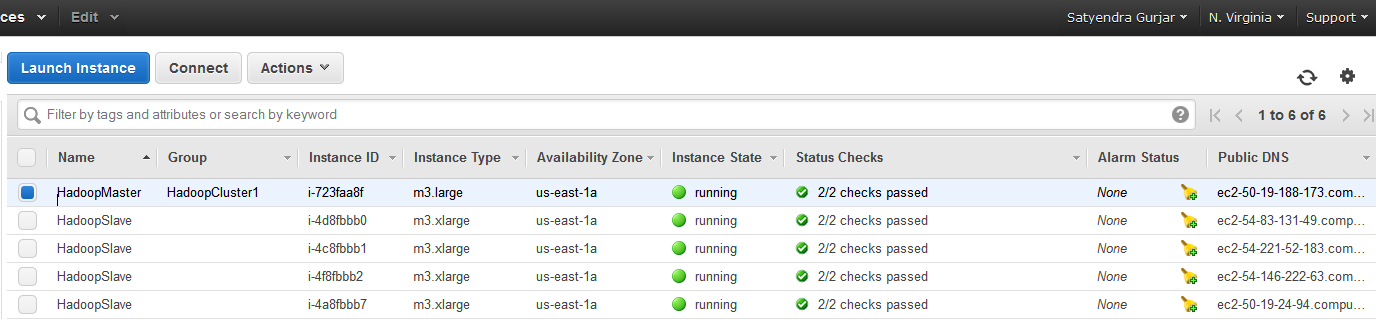 ces Edit Satyendra Gurjar N. Virginia Support
Launch Instance Connect Actions
Filter by tags and attributes or search by keyword ? 1 to 6 of 6
Name Group Instance ID Instance Type Availability Zone Instance State Status Checks Alarm Status Public DNS
HadoopMaster HadoopCluster1 i-723faa8f m3.large us-east-1a running 2/2 checks passed None ec2-50-19-188-173.com…
HadoopSlave i-4d8fbbb0 m3.xlarge us-east-1a running 2/2 checks passed None ec2-54-83-131-49.compu…
HadoopSlave i-4c8fbbb1 m3.xlarge us-east-1a running 2/2 checks passed None ec2-54-221-52-183.com…
HadoopSlave i-4f8fbbb2 m3.xlarge us-east-1a running 2/2 checks passed None ec2-54-146-222-63.com…
HadoopSlave i-4a8fbbb7 m3.xlarge us-east-1a running 2/2 checks passed None ec2-50-19-24-94.compu…